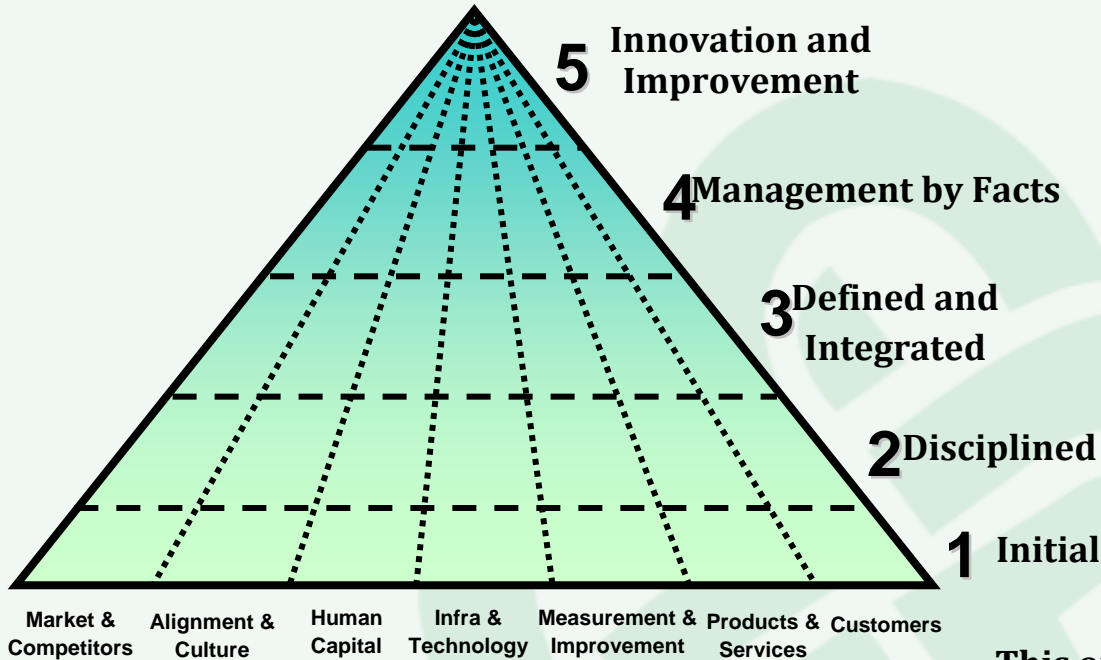 5 Innovation and
Improvement
4 Management by Facts
3 Defined and
Integrated
2 Disciplined
1 Initial
Market &
Competitors
Alignment &
Culture
Human
Capital
Infra &
Technology
Measurement &
Improvement
Products &
Services
Customers